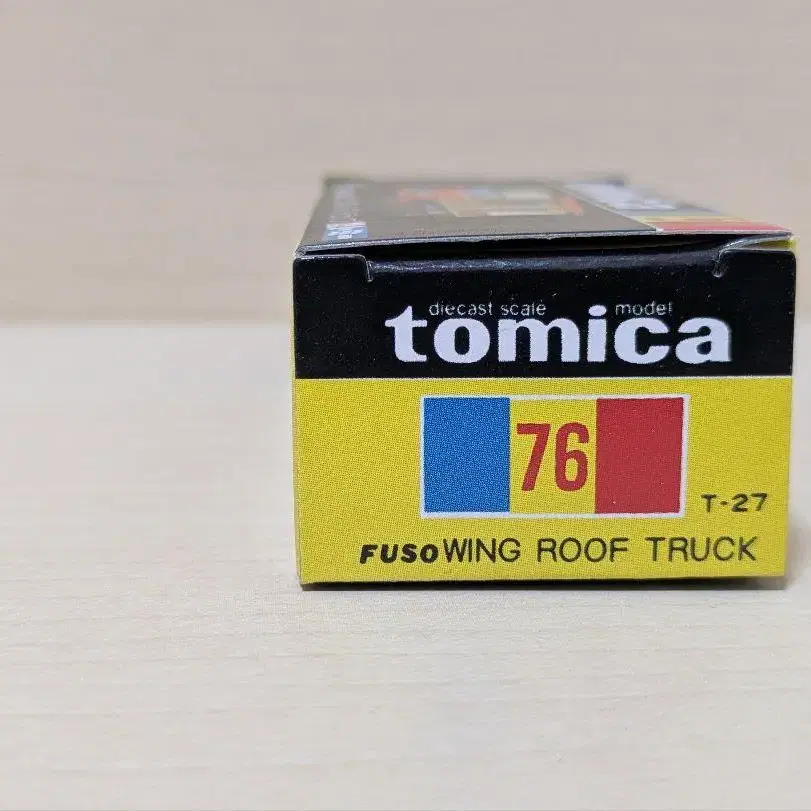 diecast scale model
tomica
76
T-27
FUSO WING ROOF TRUCK